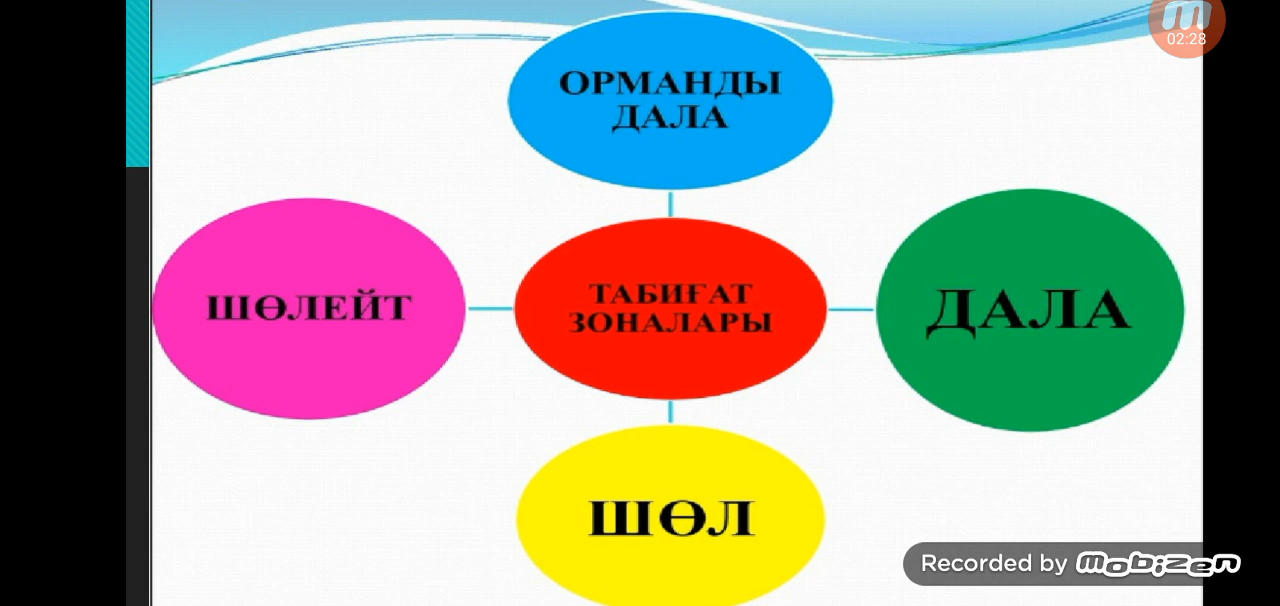 02:28
ОРМАНДЫ
ДАЛА
ШӨЛЕЙТ
ТАБИҒАТ
ЗОНАЛАРЫ
ДАЛА
ШӨЛ
Recorded by mobizen